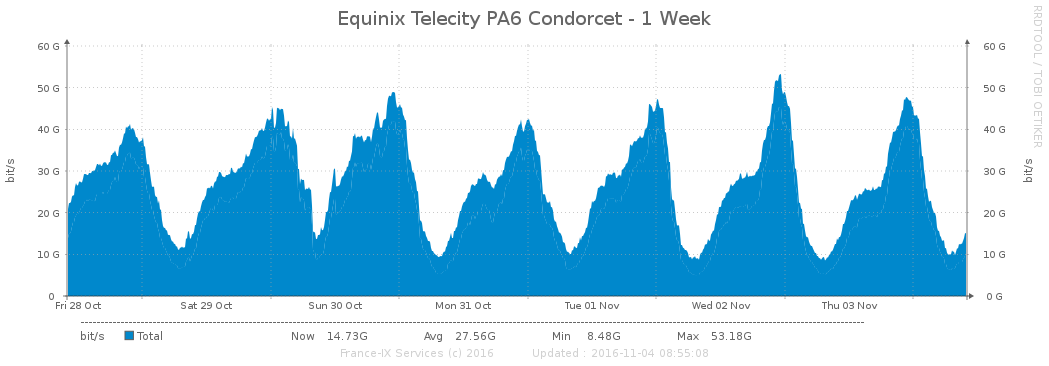 Equinix Telecity PA6 Condorcet - 1 Week
RRDTOOL / TOBI OETIKER
60 G 60 G
50 G 50 G
40 G 40 G
30 G 30 G
20 G 20 G
10 G 10 G
0 0 G
bit/s
bit/s
Fri 28 Oct Sat 29 Oct Sun 30 Oct Mon 31 Oct Tue 01 Nov Wed 02 Nov Thu 03 Nov
bit/s Total Now 14.73G Avg 27.56G Min 8.48G Max 53.18G
France-IX Services (c) 2016 Updated : 2016-11-04 08:55:08